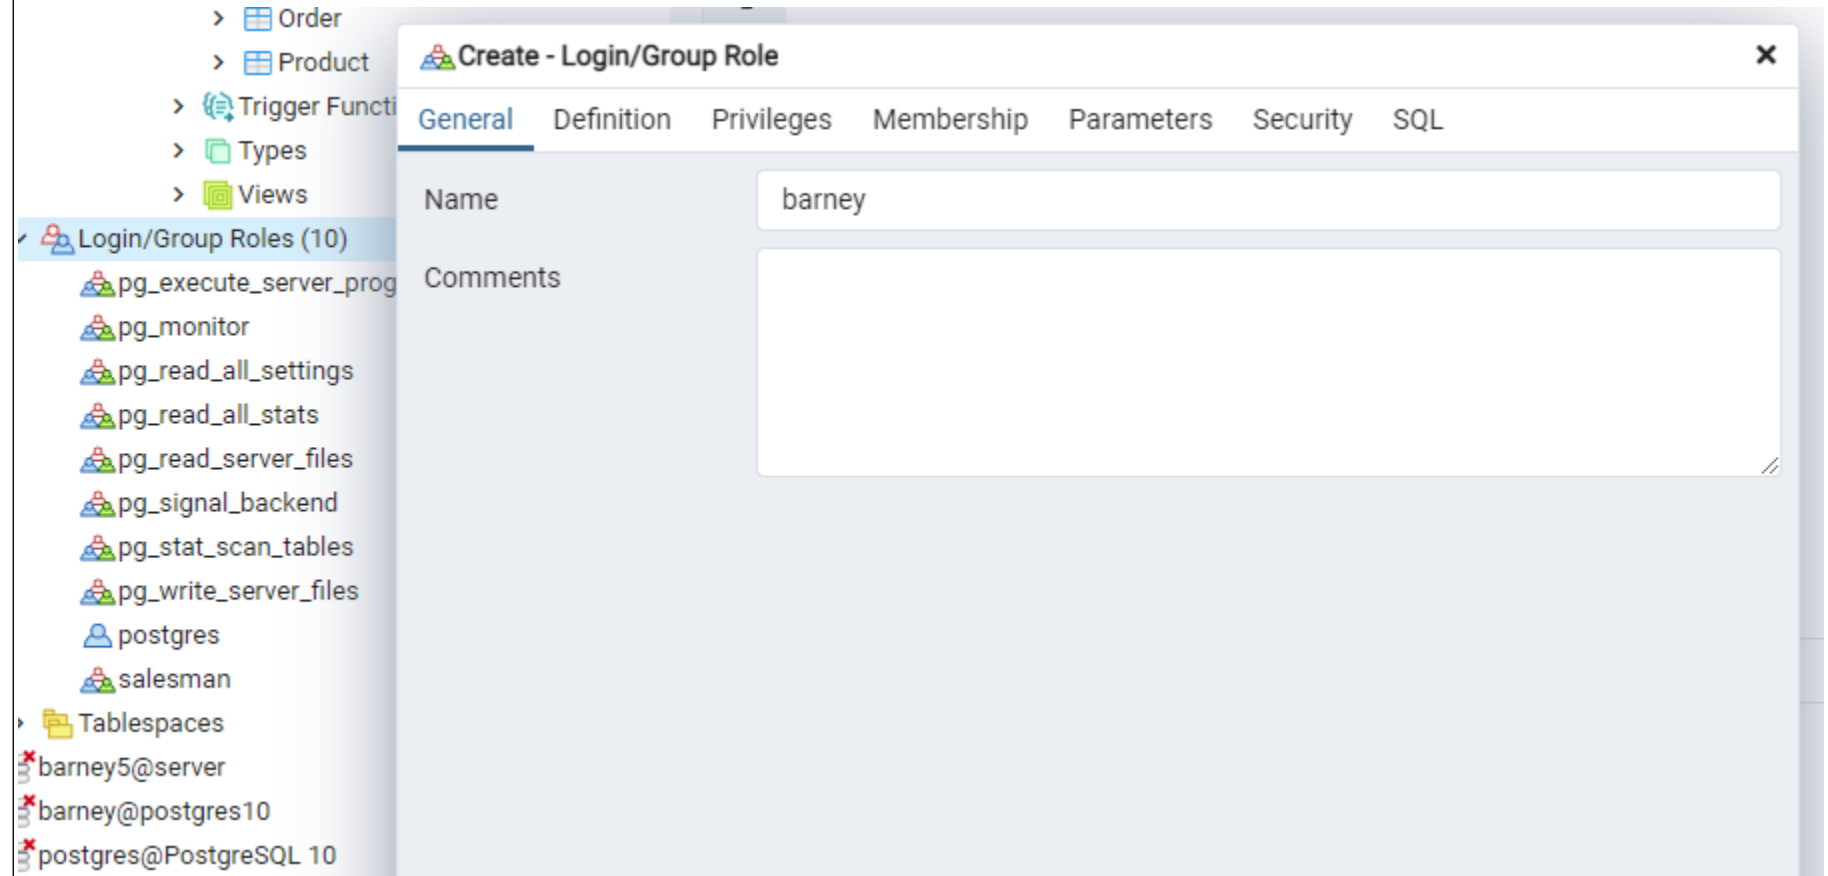 Order
Product
Trigger Functi
Types
Views
Login/Group Roles (10)
pg_execute_server_prog
pg_monitor
pg_read_all_settings
pg_read_all_stats
pg_read_server_files
pg_signal_backend
pg_stat_scan_tables
pg_write_server_files
postgres
salesman
Tablespaces
barney5@server
barney@postgres10
postgres@PostgreSQL 10
Create - Login/Group Role
General Definition Privileges Membership Parameters Security SQL
Name barney
Comments